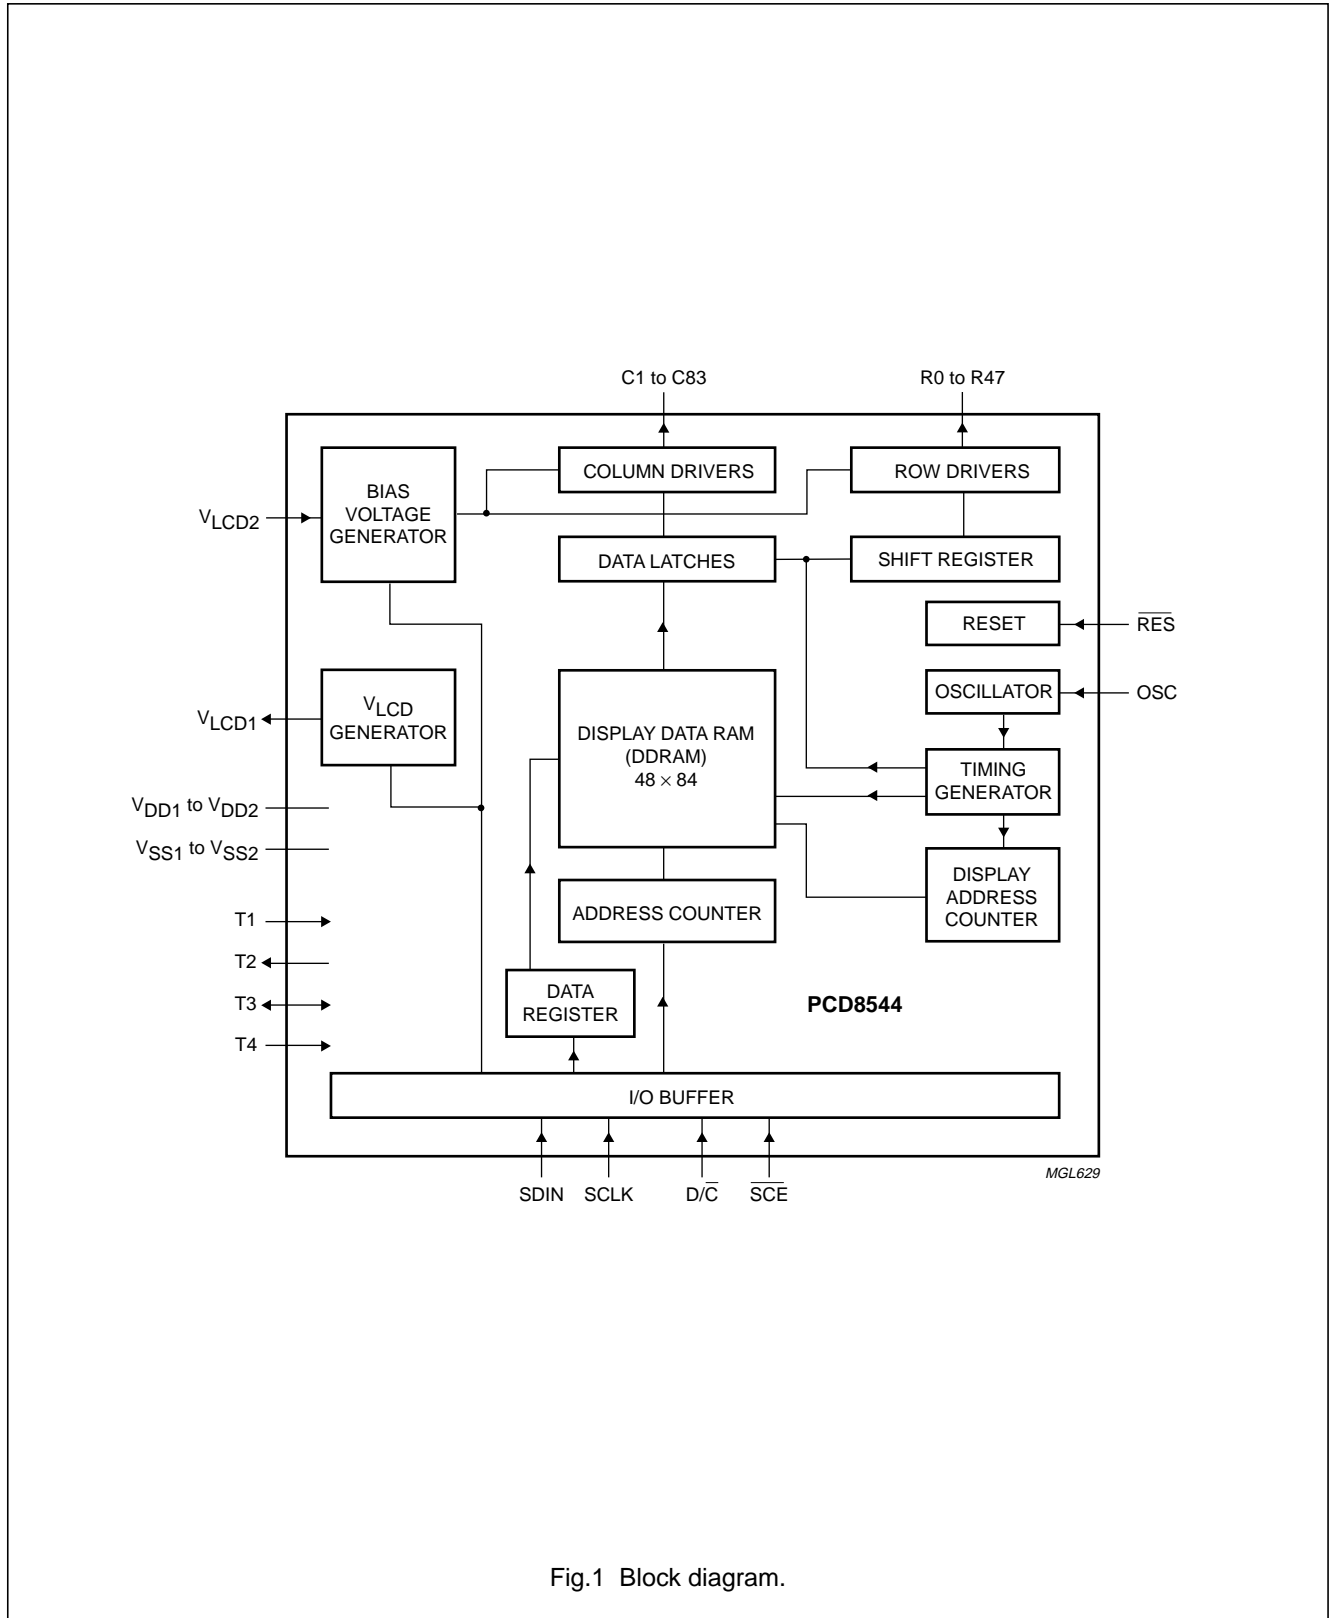 C1 to C83
R0 to R47
COLUMN DRIVERS
ROW DRIVERS
BIAS
VOLTAGE
GENERATOR
VLCD2
DATA LATCHES
SHIFT REGISTER
RESET
R̅E̅S̅
OSCILLATOR
OSC
VLCD1
VLCD
GENERATOR
DISPLAY DATA RAM
(DDRAM)
48 × 84
TIMING
GENERATOR
VDD1 to VDD2
VSS1 to VSS2
DISPLAY
ADDRESS
COUNTER
ADDRESS COUNTER
T1
T2
T3
T4
DATA
REGISTER
PCD8544
I/O BUFFER
MGL629
SDIN
SCLK
D/C̅
S̅C̅E̅
Fig.1 Block diagram.